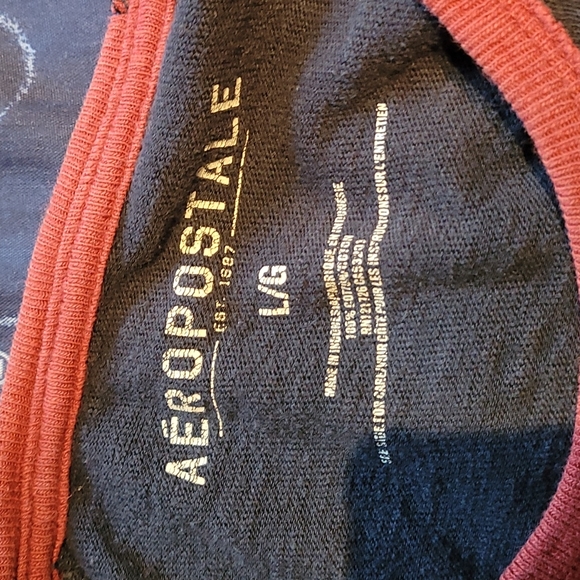 AÉROPOSTALE
EST. 1987
L/G
MADE IN INDONESIA/FABRIQUÉ EN INDONÉSIE
100% COTTON/COTON
SEE SIDE FOR CARE/VOIR CÔTÉ POUR LES INSTRUCTIONS SUR L'ENTRETIEN